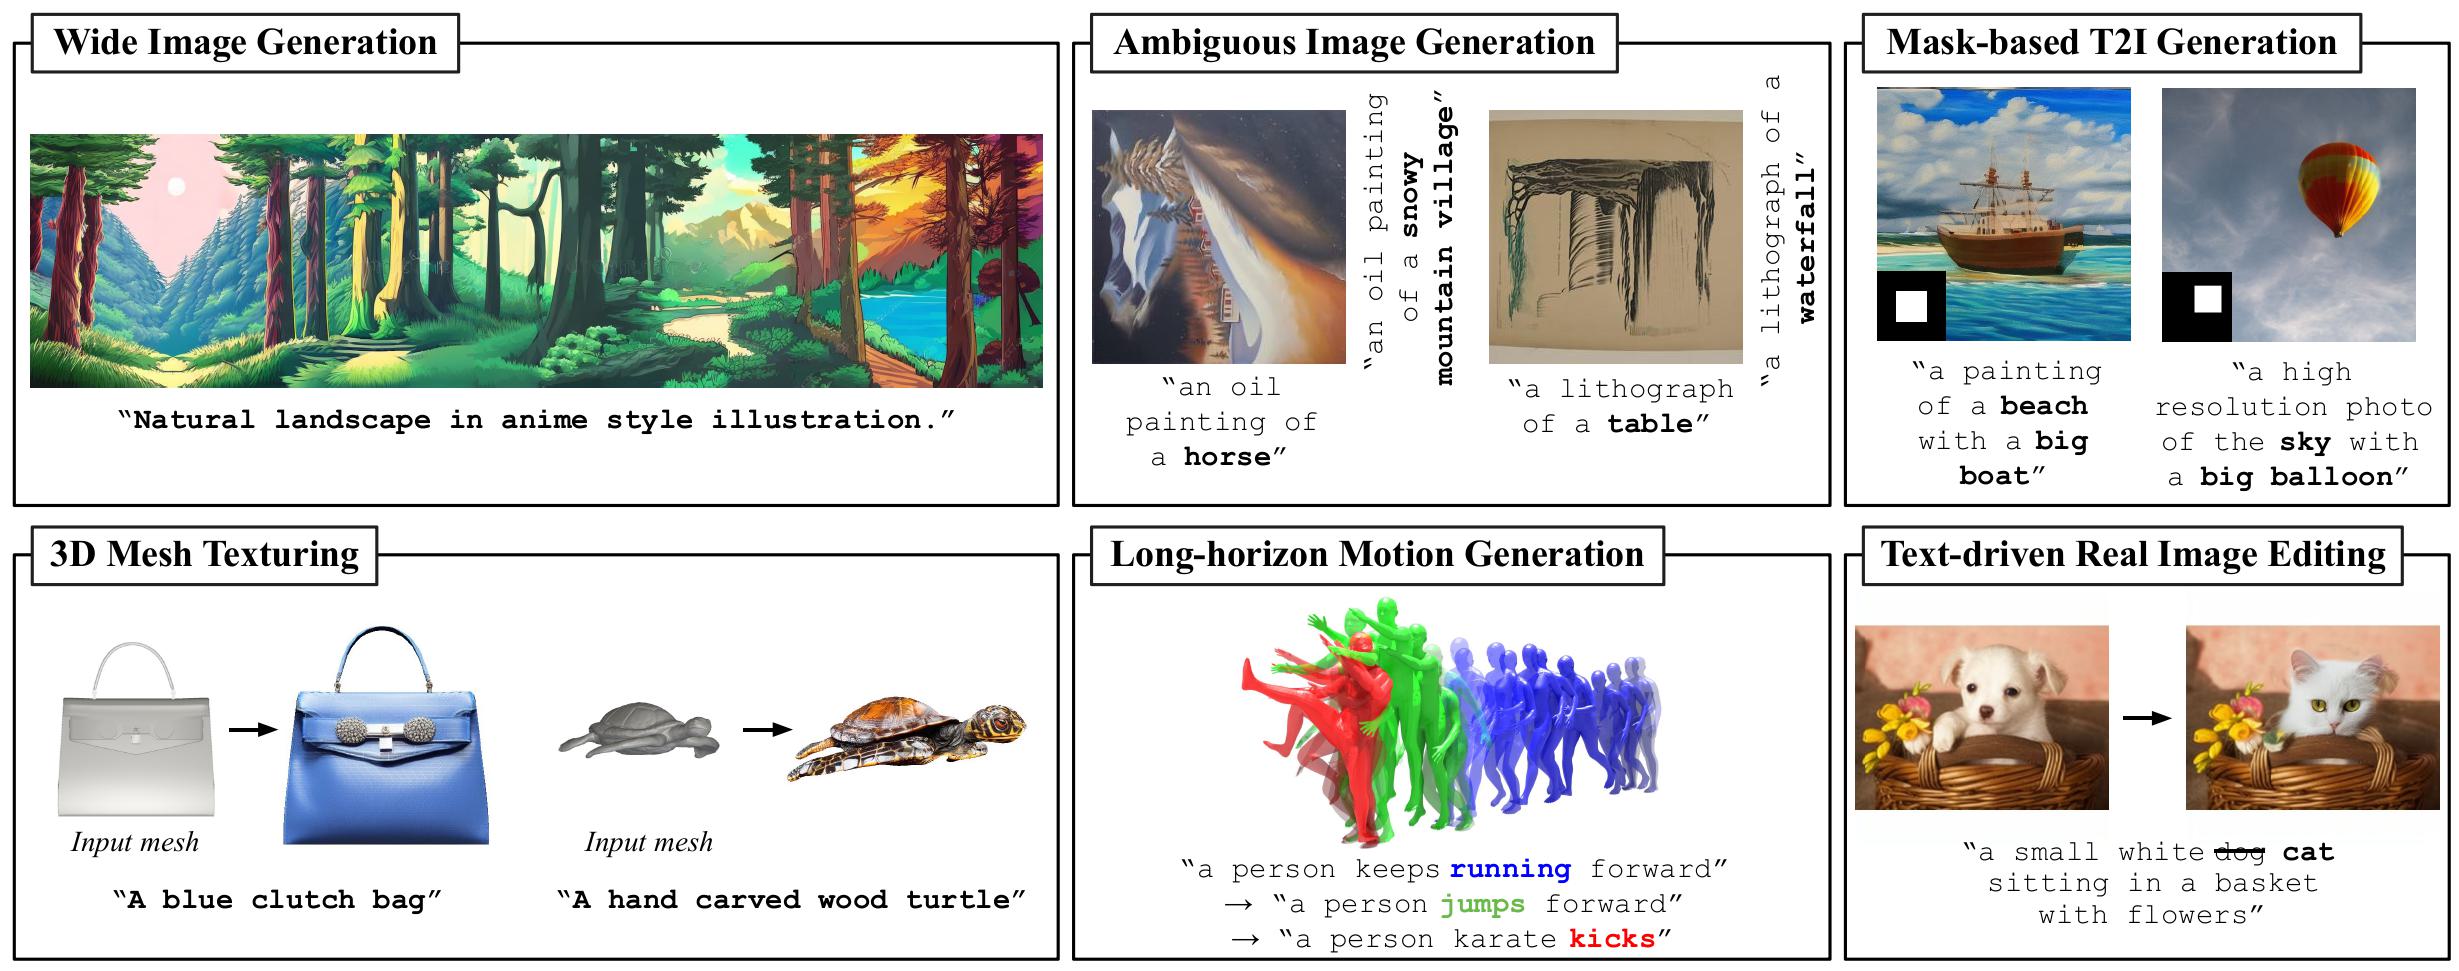 Wide Image Generation
“Natural landscape in anime style illustration.”
Ambiguous Image Generation
“an oil
painting of
a horse”
“an oil painting
of a snowy
mountain village”
“a lithograph
of a table”
“a lithograph of a
waterfall”
Mask-based T2I Generation
“a painting
of a beach
with a big
boat”
“a high
resolution photo
of the sky with
a big balloon”
3D Mesh Texturing
Input mesh
“A blue clutch bag”
Input mesh
“A hand carved wood turtle”
Long-horizon Motion Generation
“a person keeps running forward”
→ “a person jumps forward”
→ “a person karate kicks”
Text-driven Real Image Editing
“a small white dog cat
sitting in a basket
with flowers”